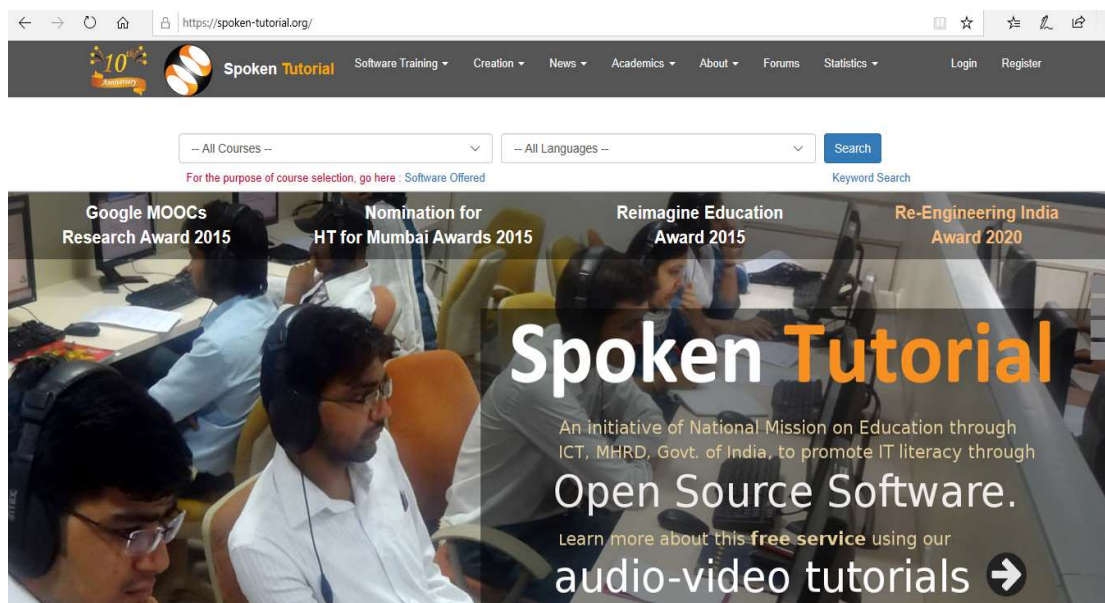 https://spoken-tutorial.org/
10th
Anniversary
Spoken Tutorial Software Training Creation News Academics About Forums Statistics Login Register
-- All Courses -- -- All Languages -- Search
For the purpose of course selection, go here : Software Offered Keyword Search
Google MOOCs
Research Award 2015
Nomination for
HT for Mumbai Awards 2015
Reimagine Education
Award 2015
Re-Engineering India
Award 2020
Spoken Tutorial
An initiative of National Mission on Education through
ICT, MHRD, Govt. of India, to promote IT literacy through
Open Source Software.
Learn more about this free service using our
audio-video tutorials